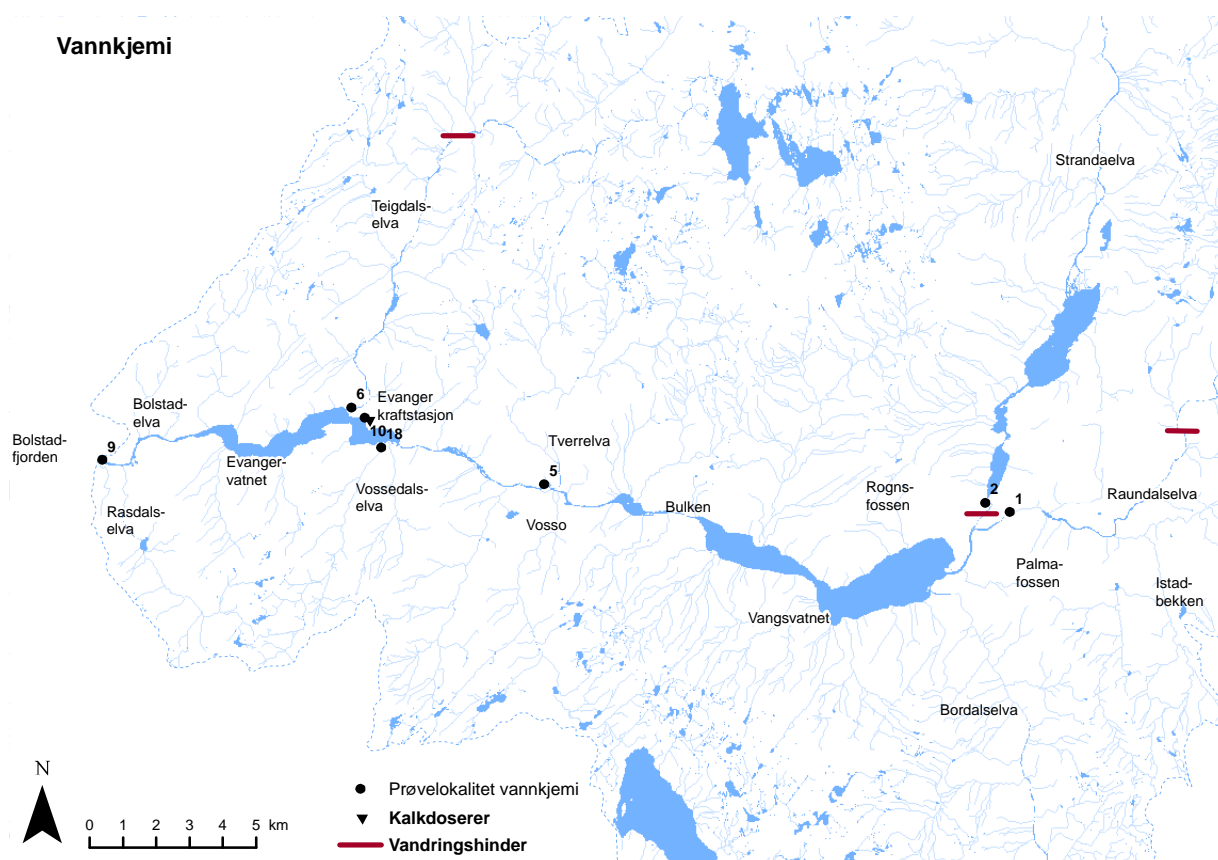 Vannkjemi
Strandaelva
Teigdals-
elva
6
Evanger
kraftstasjon
Bolstad-
elva
10
18
Bolstad-
fjorden
9
Evanger-
vatnet
Tverrelva
5
Vossedals-
elva
Rasdals-
elva
Vosso
Bulken
Rogns-
fossen
2
1
Raundalselva
Palma-
fossen
Istad-
bekken
Vangsvatnet
Bordalselva
N
0 1 2 3 4 5 km
Prøvelokalitet vannkjemi
Kalkdoserer
Vandringshinder